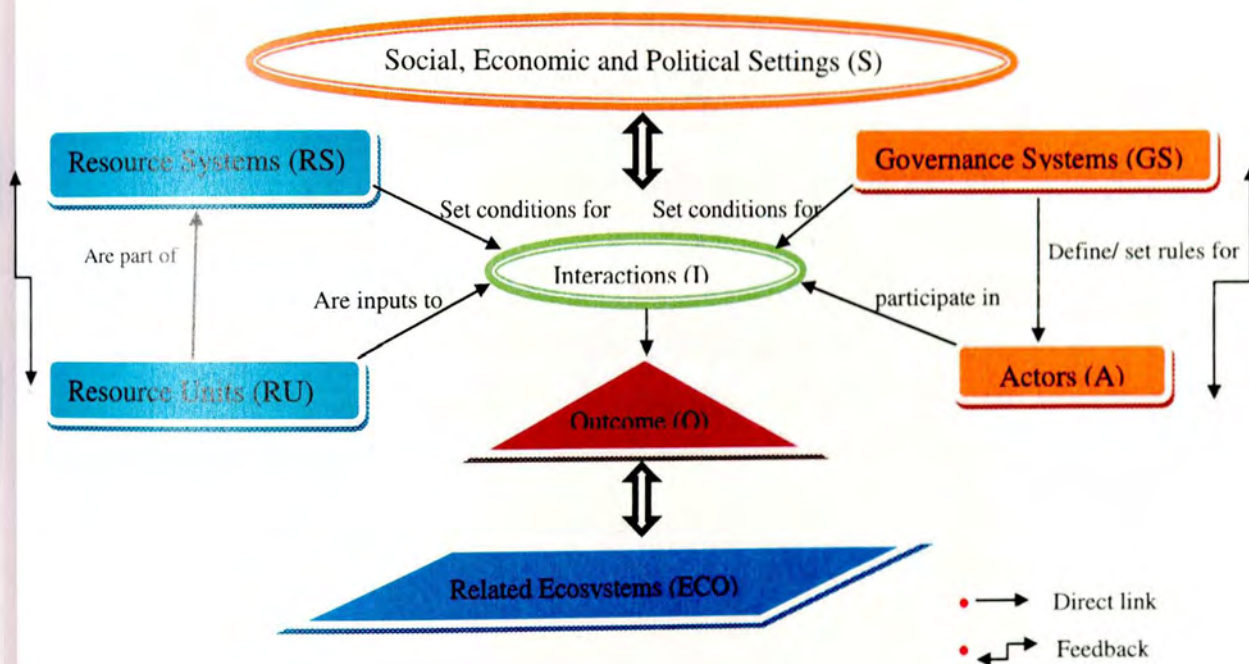 Social, Economic and Political Settings (S)
Resource Systems (RS)
Governance Systems (GS)
Set conditions for
Set conditions for
Are part of
Define/ set rules for
Interactions (I)
Are inputs to
participate in
Resource Units (RU)
Actors (A)
Outcome (O)
Related Ecosystems (ECO)
Direct link
Feedback